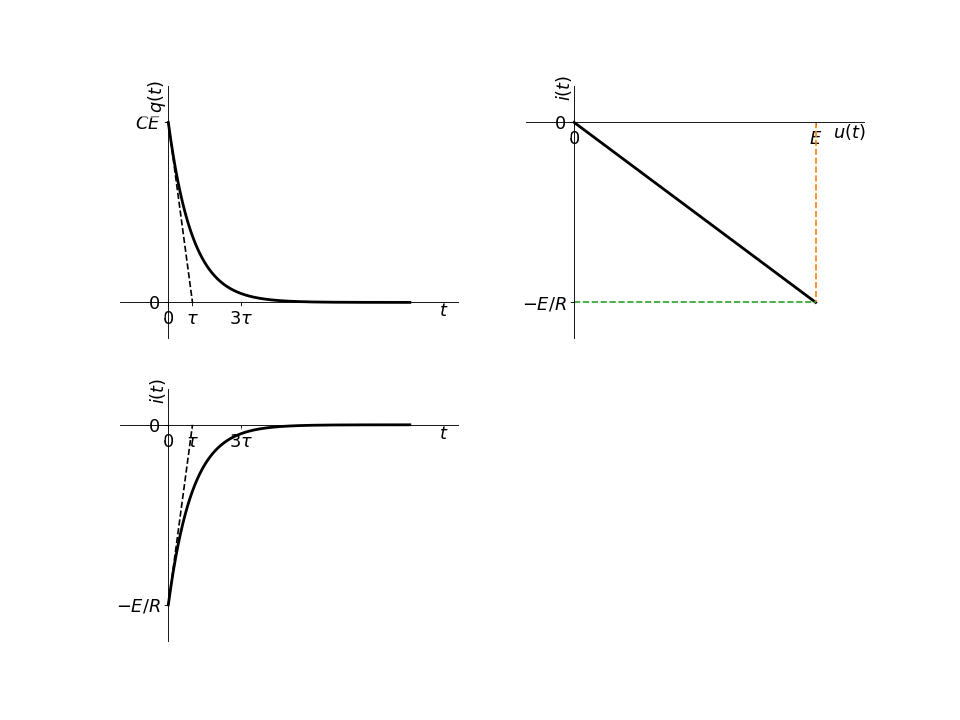 q(t)
CE
0
0 τ 3τ
t
i(t)
0
0
E
u(t)
−E/R
i(t)
0
0 τ 3τ
t
−E/R